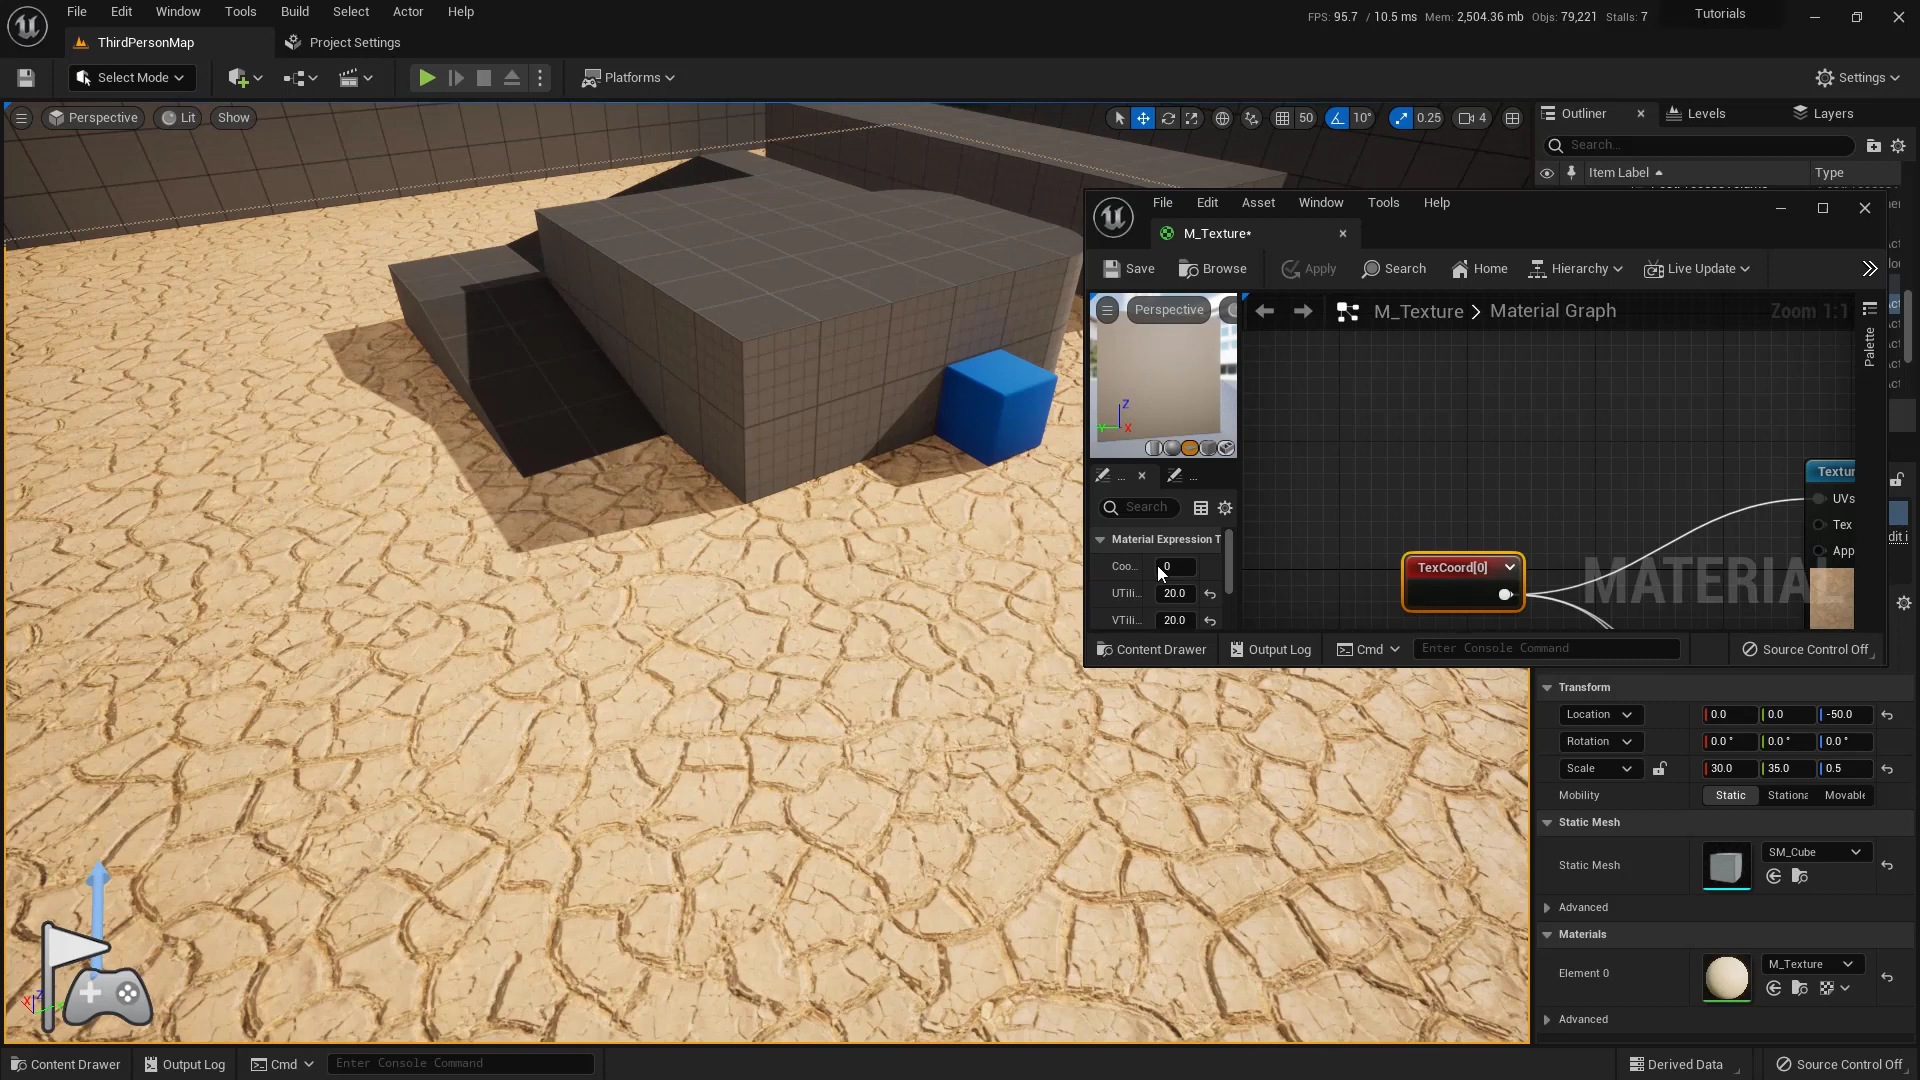 File Edit View Window Tools Build Select Actor Help
FPS: 95.7 / 10.5 ms Mem: 2,504.36 mb Objs: 79,221 Stalls: 7
Tutorials
ThirdPersonMap
Project Settings
Select Mode
Platforms
Settings
Perspective
Lit
Show
50
10°
0.25
4
Outliner
Levels
Layers
Search...
Item Label
Type
File Edit Asset Window Tools Help
M_Texture*
Save
Browse
Apply
Search
Home
Hierarchy
Live Update
Perspective
M_Texture > Material Graph
Zoom 1:1
Palette
Z
Y
X
...
...
Search
Material Expression T
Coo... 0
UTili... 20.0
VTili... 20.0
TexCoord[0]
Textur
UVs
Tex
App
MATERIAL
Content Drawer
Output Log
Cmd
Enter Console Command
Source Control Off
dit i
Transform
Location 0.0 0.0 -50.0
Rotation 0.0 ° 0.0 ° 0.0 °
Scale 30.0 35.0 0.5
Mobility Static Stationa Movable
Static Mesh
Static Mesh SM_Cube
Advanced
Materials
Element 0 M_Texture
Advanced
X
Z
Content Drawer
Output Log
Cmd
Enter Console Command
Derived Data
Source Control Off